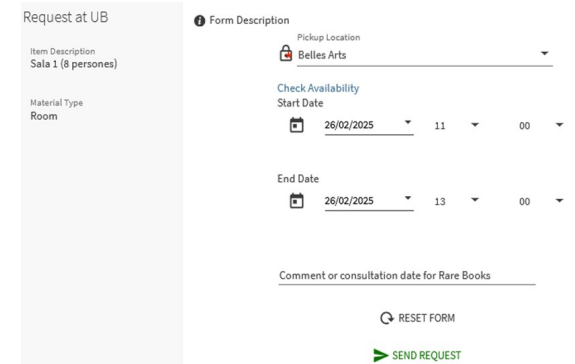 Request at UB
Item Description
Sala 1 (8 persones)
Material Type
Room
Form Description
Pickup Location
Belles Arts
Check Availability
Start Date
26/02/2025 11 00
End Date
26/02/2025 13 00
Comment or consultation date for Rare Books
RESET FORM
SEND REQUEST